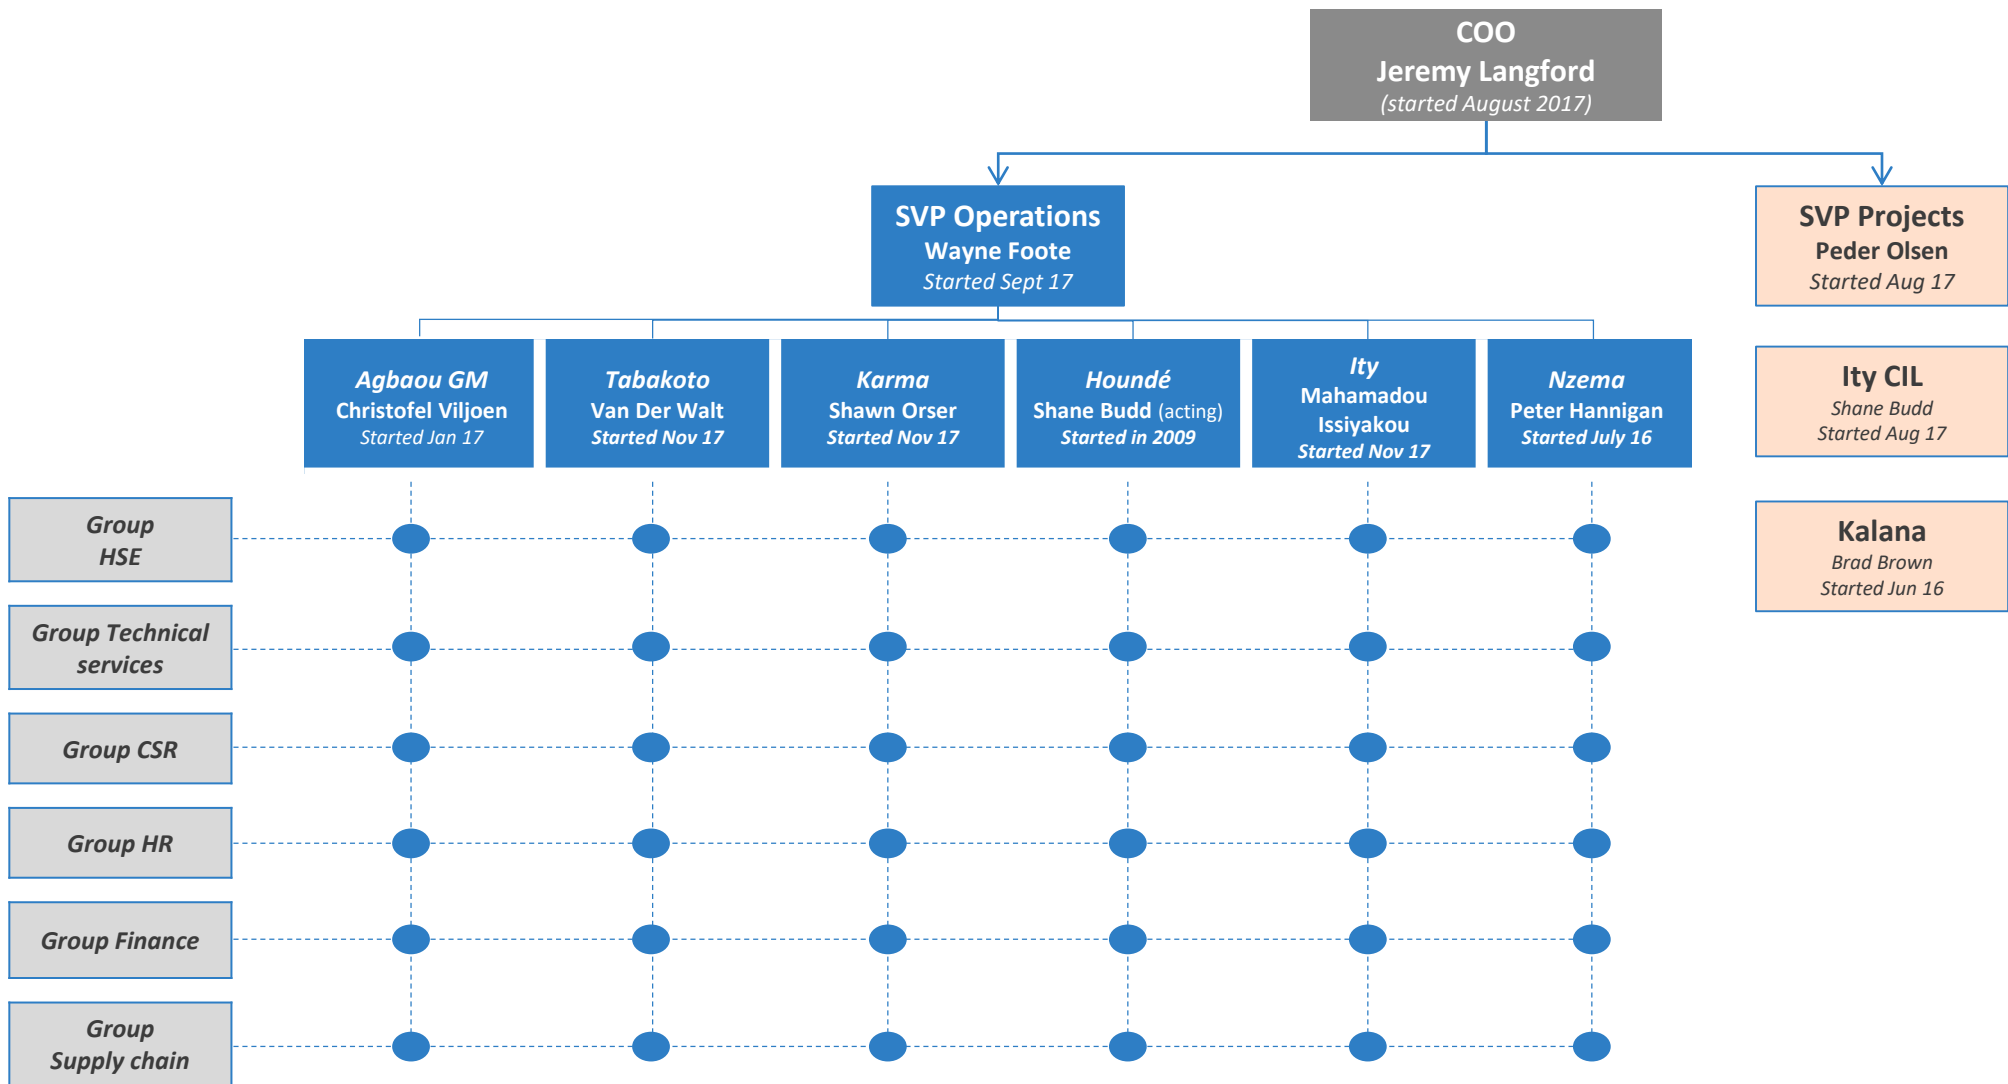 COO
Jeremy Langford
(started August 2017)
SVP Operations
Wayne Foote
Started Sept 17
SVP Projects
Peder Olsen
Started Aug 17
Agbaou GM
Christofel Viljoen
Started Jan 17
Tabakoto
Van Der Walt
Started Nov 17
Karma
Shawn Orser
Started Nov 17
Houndé
Shane Budd (acting)
Started in 2009
Ity
Mahamadou
Issiyakou
Started Nov 17
Nzema
Peter Hannigan
Started July 16
Ity CIL
Shane Budd
Started Aug 17
Kalana
Brad Brown
Started Jun 16
Group
HSE
Group Technical
services
Group CSR
Group HR
Group Finance
Group
Supply chain